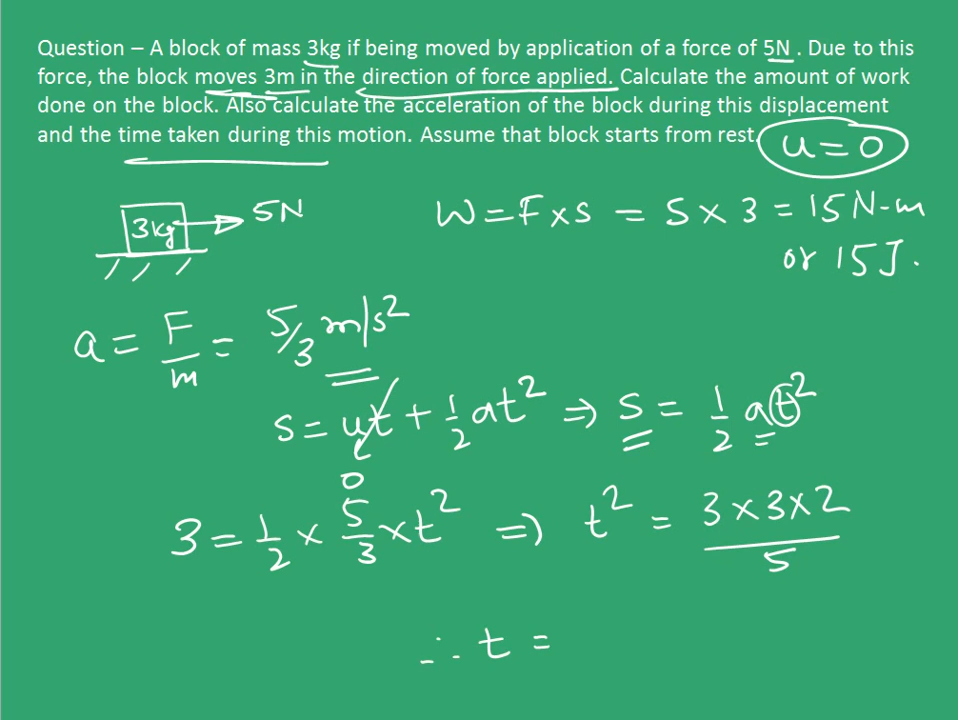 Question – A block of mass 3kg if being moved by application of a force of 5N . Due to this
force, the block moves 3m in the direction of force applied. Calculate the amount of work
done on the block. Also calculate the acceleration of the block during this displacement
and the time taken during this motion. Assume that block starts from rest.
u = 0
3kg 5N
W = F x s = 5 x 3 = 15 N-m
or 15 J.
a = F/m = 5/3 m/s²
s = ut + 1/2 at² ⇒ s = 1/2 at²
0
3 = 1/2 x 5/3 x t² ⇒ t² = 3x3x2/5
∴ t =